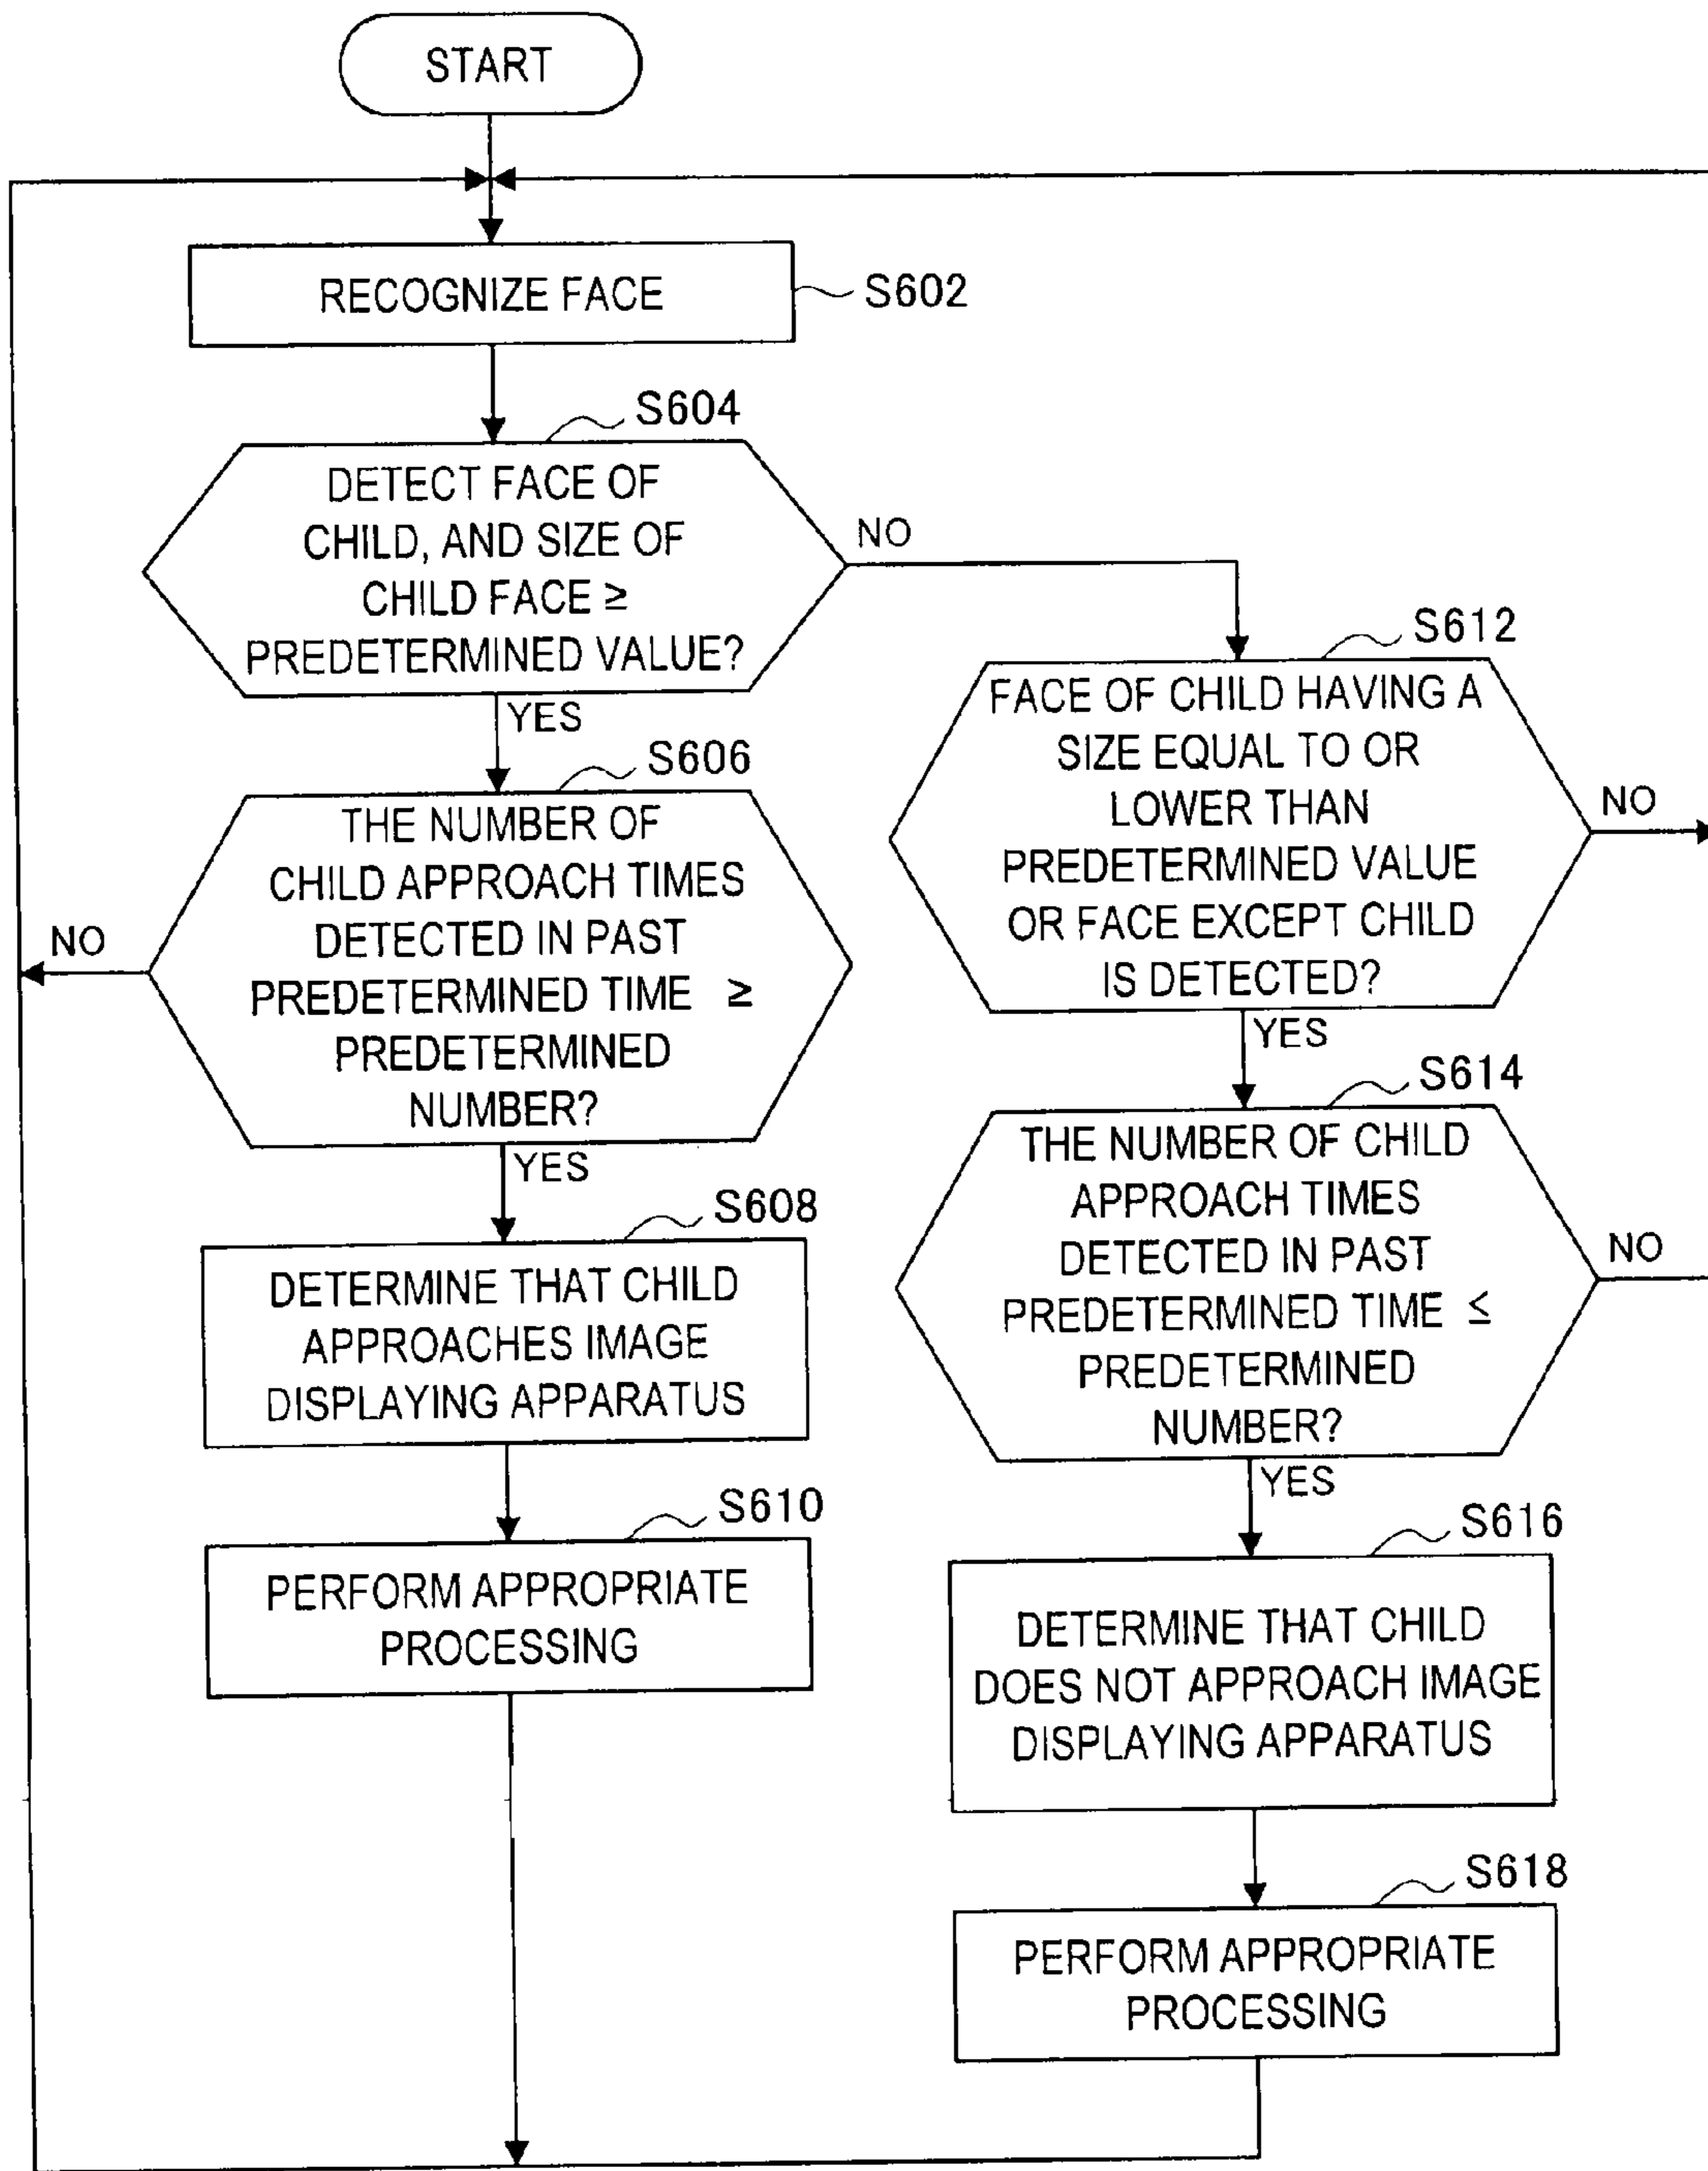 START
RECOGNIZE FACE
S602
S604
DETECT FACE OF
CHILD, AND SIZE OF
CHILD FACE ≥
PREDETERMINED VALUE?
NO
YES
S606
THE NUMBER OF
CHILD APPROACH TIMES
DETECTED IN PAST
PREDETERMINED TIME ≥
PREDETERMINED
NUMBER?
NO
YES
S608
DETERMINE THAT CHILD
APPROACHES IMAGE
DISPLAYING APPARATUS
S610
PERFORM APPROPRIATE
PROCESSING
S612
FACE OF CHILD HAVING A
SIZE EQUAL TO OR
LOWER THAN
PREDETERMINED VALUE
OR FACE EXCEPT CHILD
IS DETECTED?
NO
YES
S614
THE NUMBER OF CHILD
APPROACH TIMES
DETECTED IN PAST
PREDETERMINED TIME ≤
PREDETERMINED
NUMBER?
NO
YES
S616
DETERMINE THAT CHILD
DOES NOT APPROACH IMAGE
DISPLAYING APPARATUS
S618
PERFORM APPROPRIATE
PROCESSING